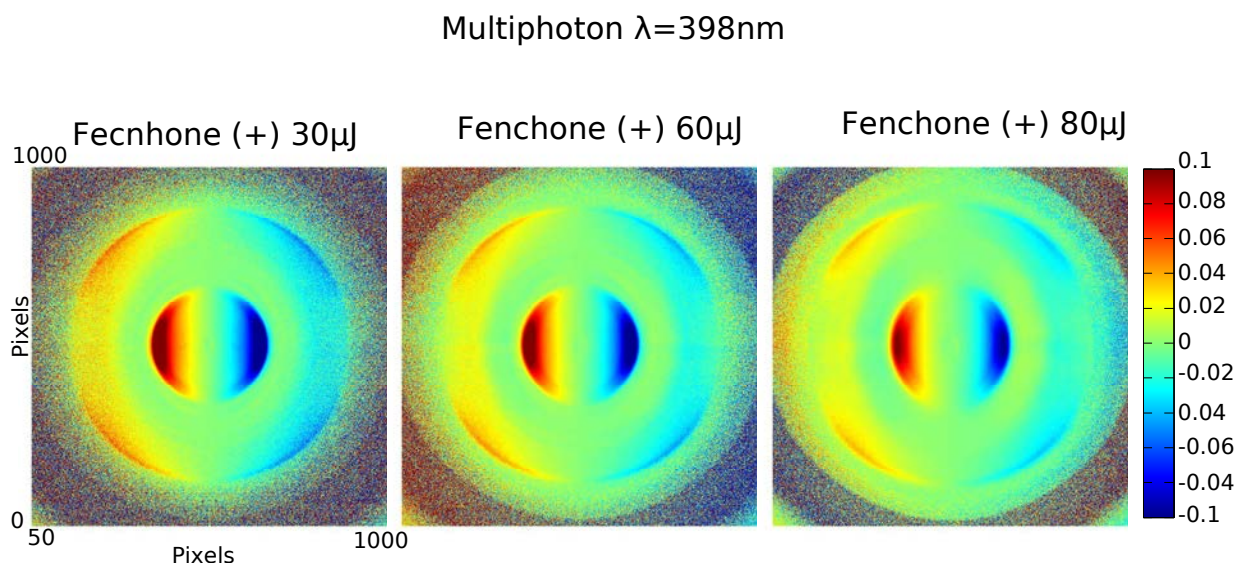 Multiphoton λ=398nm
Fecnhone (+) 30μJ
Fenchone (+) 60μJ
Fenchone (+) 80μJ
1000
Pixels
0
50
Pixels
1000
0.1
0.08
0.06
0.04
0.02
0
-0.02
-0.04
-0.06
-0.04
-0.1